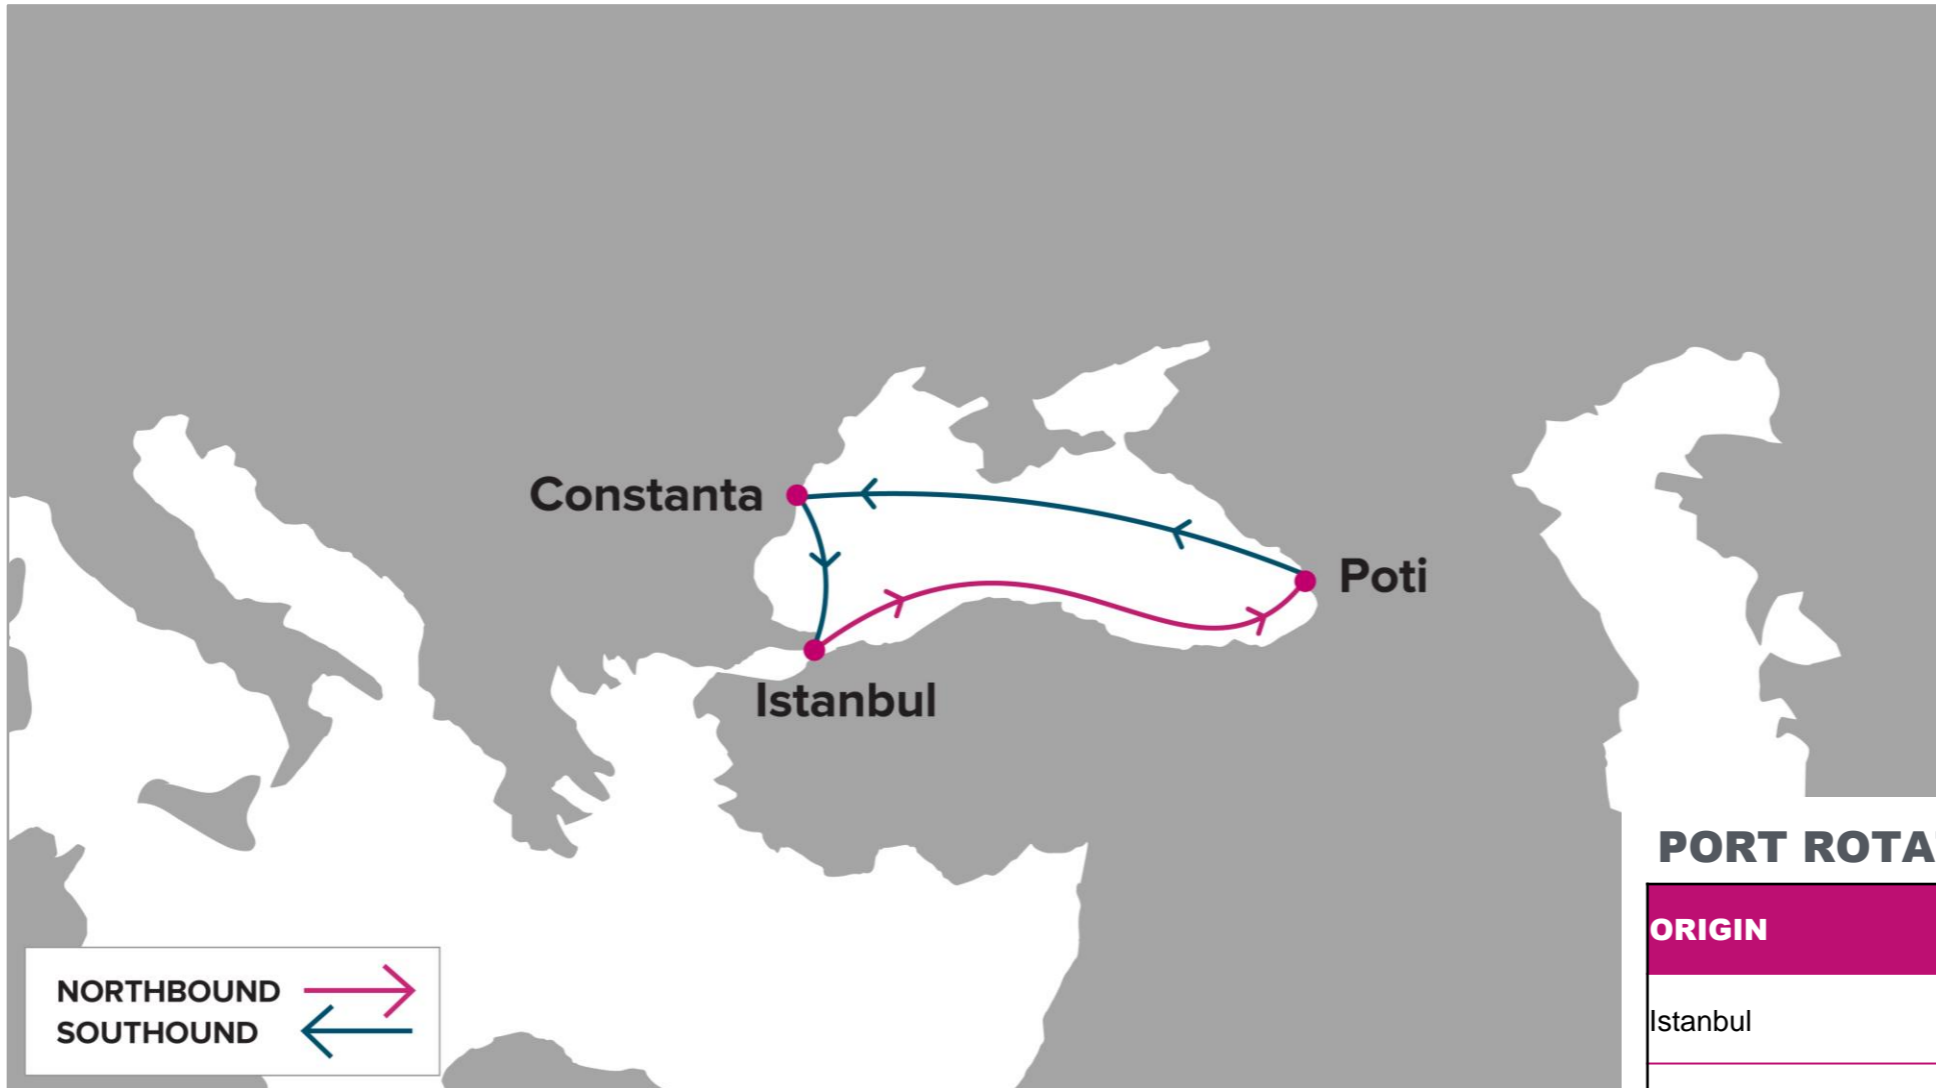 Constanta
Poti
Istanbul
NORTHBOUND
SOUTHOUND
PORT ROTA
ORIGIN
Istanbul